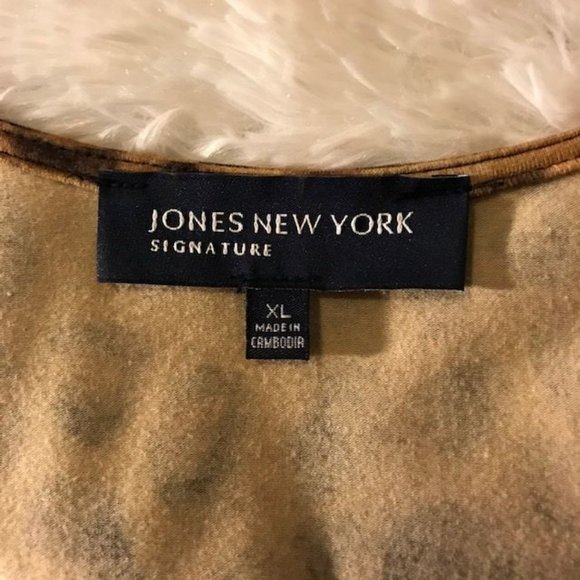 JONES NEW YORK
SIGNATURE
XL
MADE IN
CAMBODIA